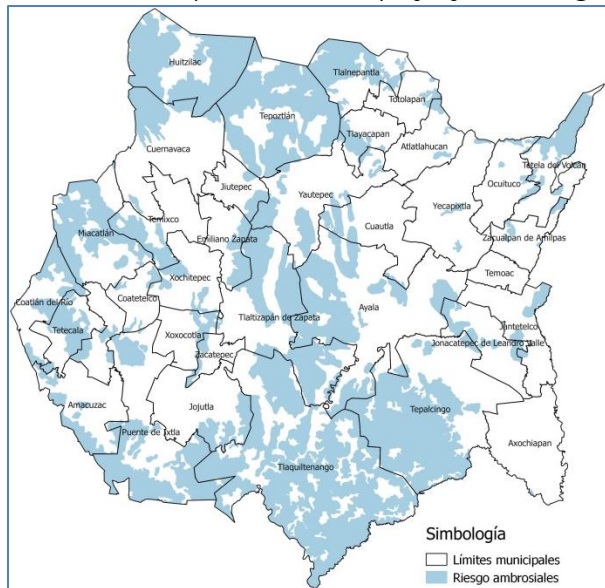 Huitzilac
Tlalnepantla
Tepoztlán
Totolapan
Tlayacapan
Atlatlahucan
Cuernavaca
Tetela del Volcán
Ocuituco
Jiutepec
Yautepec
Yecapixtla
Temixco
Miacatlán
Emiliano Zapata
Cuautla
Zacualpan de Amilpas
Xochitepec
Temoac
Coatlán del Río
Coatetelco
Tlaltizapán de Zapata
Ayala
Tetecala
Xoxocotla
Jantetelco
Jonacatepec de Leandro Valle
Zacatepec
Amacuzac
Jojutla
Tepalcingo
Axochiapan
Puente de Ixtla
Tlaquiltenango
Simbología
Límites municipales
Riesgo ambrosiales